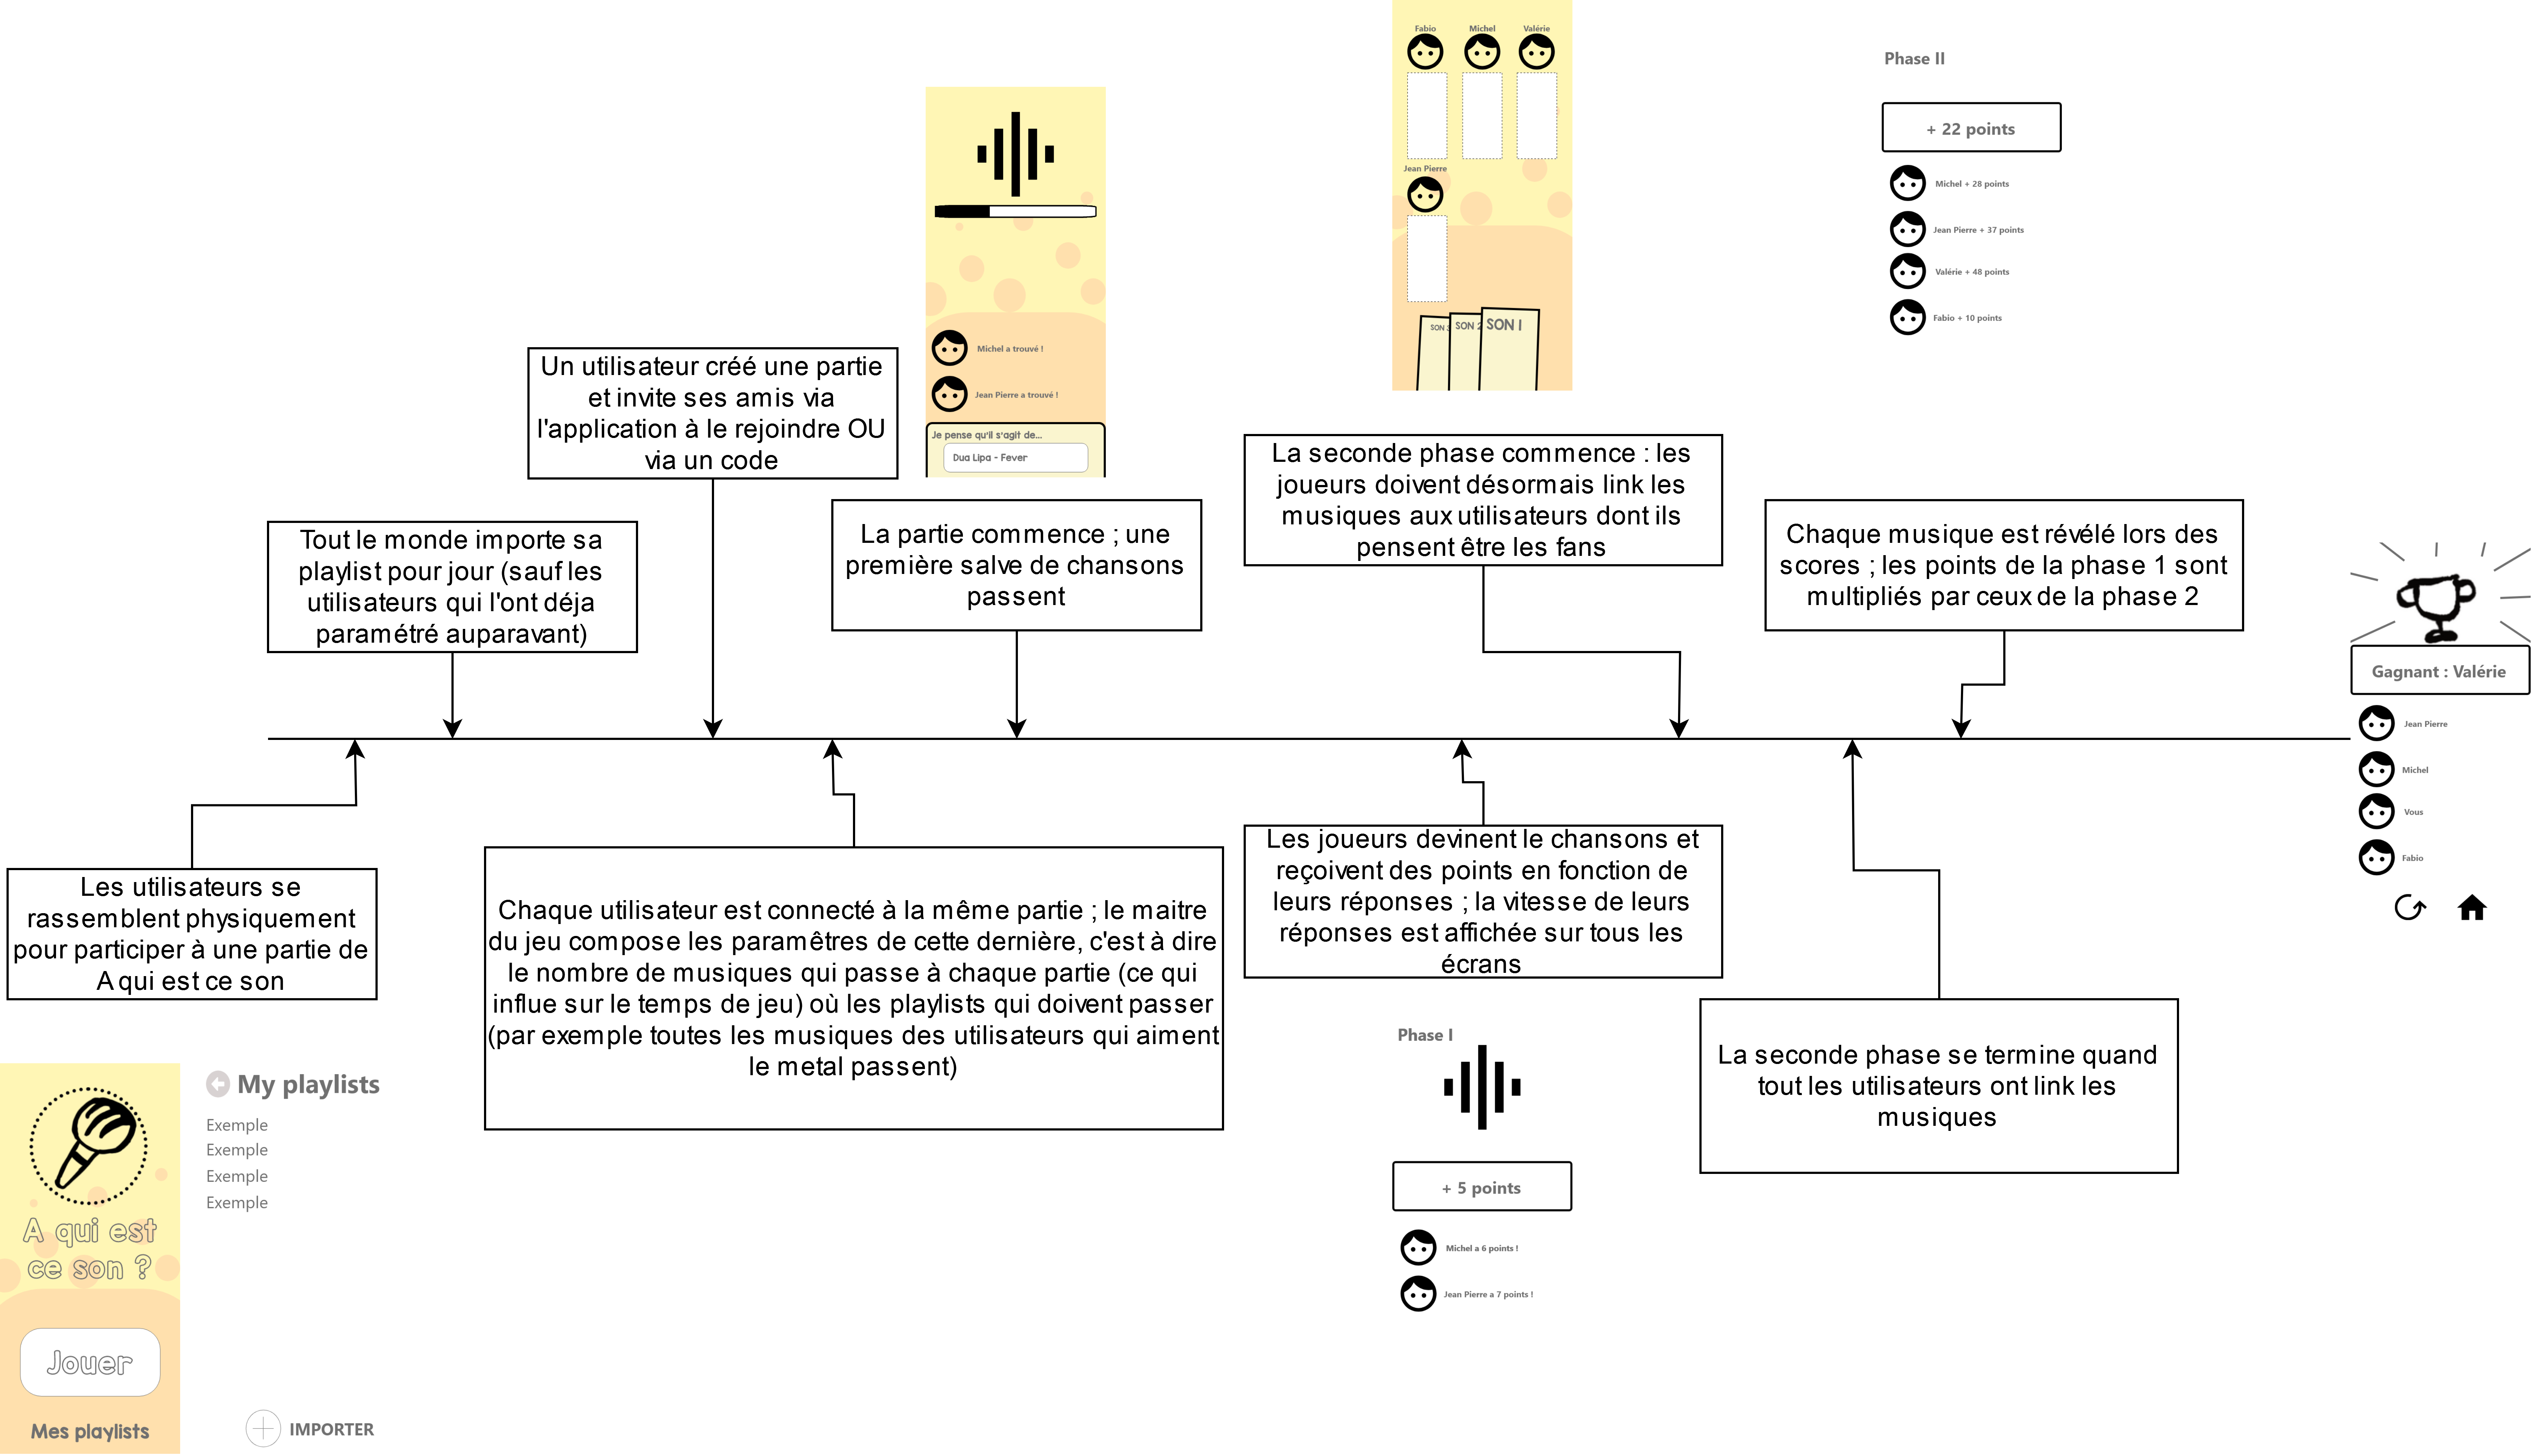 Fabio
Michel
Valérie
Jean Pierre
SON 3
SON 2
SON 1
Phase II
+ 22 points
Michel + 28 points
Jean Pierre + 37 points
Valérie + 48 points
Fabio + 10 points
Michel a trouvé !
Jean Pierre a trouvé !
Je pense qu'il s'agit de...
Dua Lipa - Fever
Un utilisateur créé une partie
et invite ses amis via
l'application à le rejoindre OU
via un code
La seconde phase commence : les
joueurs doivent désormais link les
musiques aux utilisateurs dont ils
pensent être les fans
Tout le monde importe sa
playlist pour jour (sauf les
utilisateurs qui l'ont déja
paramétré auparavant)
La partie commence ; une
première salve de chansons
passent
Chaque musique est révélé lors des
scores ; les points de la phase 1 sont
multipliés par ceux de la phase 2
Gagnant : Valérie
Jean Pierre
Michel
Vous
Fabio
Les utilisateurs se
rassemblent physiquement
pour participer à une partie de
A qui est ce son
Chaque utilisateur est connecté à la même partie ; le maitre
du jeu compose les paramêtres de cette dernière, c'est à dire
le nombre de musiques qui passe à chaque partie (ce qui
influe sur le temps de jeu) où les playlists qui doivent passer
(par exemple toutes les musiques des utilisateurs qui aiment
le metal passent)
Les joueurs devinent le chansons et
reçoivent des points en fonction de
leurs réponses ; la vitesse de leurs
réponses est affichée sur tous les
écrans
La seconde phase se termine quand
tout les utilisateurs ont link les
musiques
Phase I
+ 5 points
Michel a 6 points !
Jean Pierre a 7 points !
A qui est
ce son ?
Jouer
Mes playlists
My playlists
Exemple
Exemple
Exemple
Exemple
IMPORTER